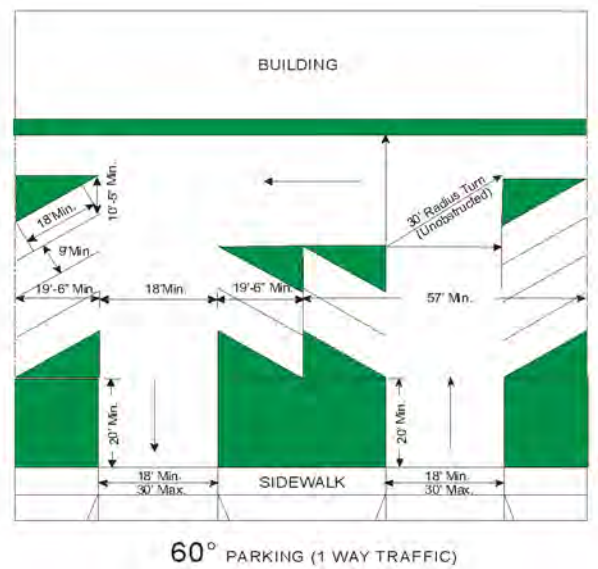 BUILDING
18'Min.
10'-5" Min.
30' Radius Turn
(Unobstructed)
9'Min.
19'-6" Min.
18'Min.
19'-6" Min.
57' Min.
20' Min.
20' Min.
18' Min.
30' Max.
SIDEWALK
18' Min.
30' Max.
60° PARKING (1 WAY TRAFFIC)